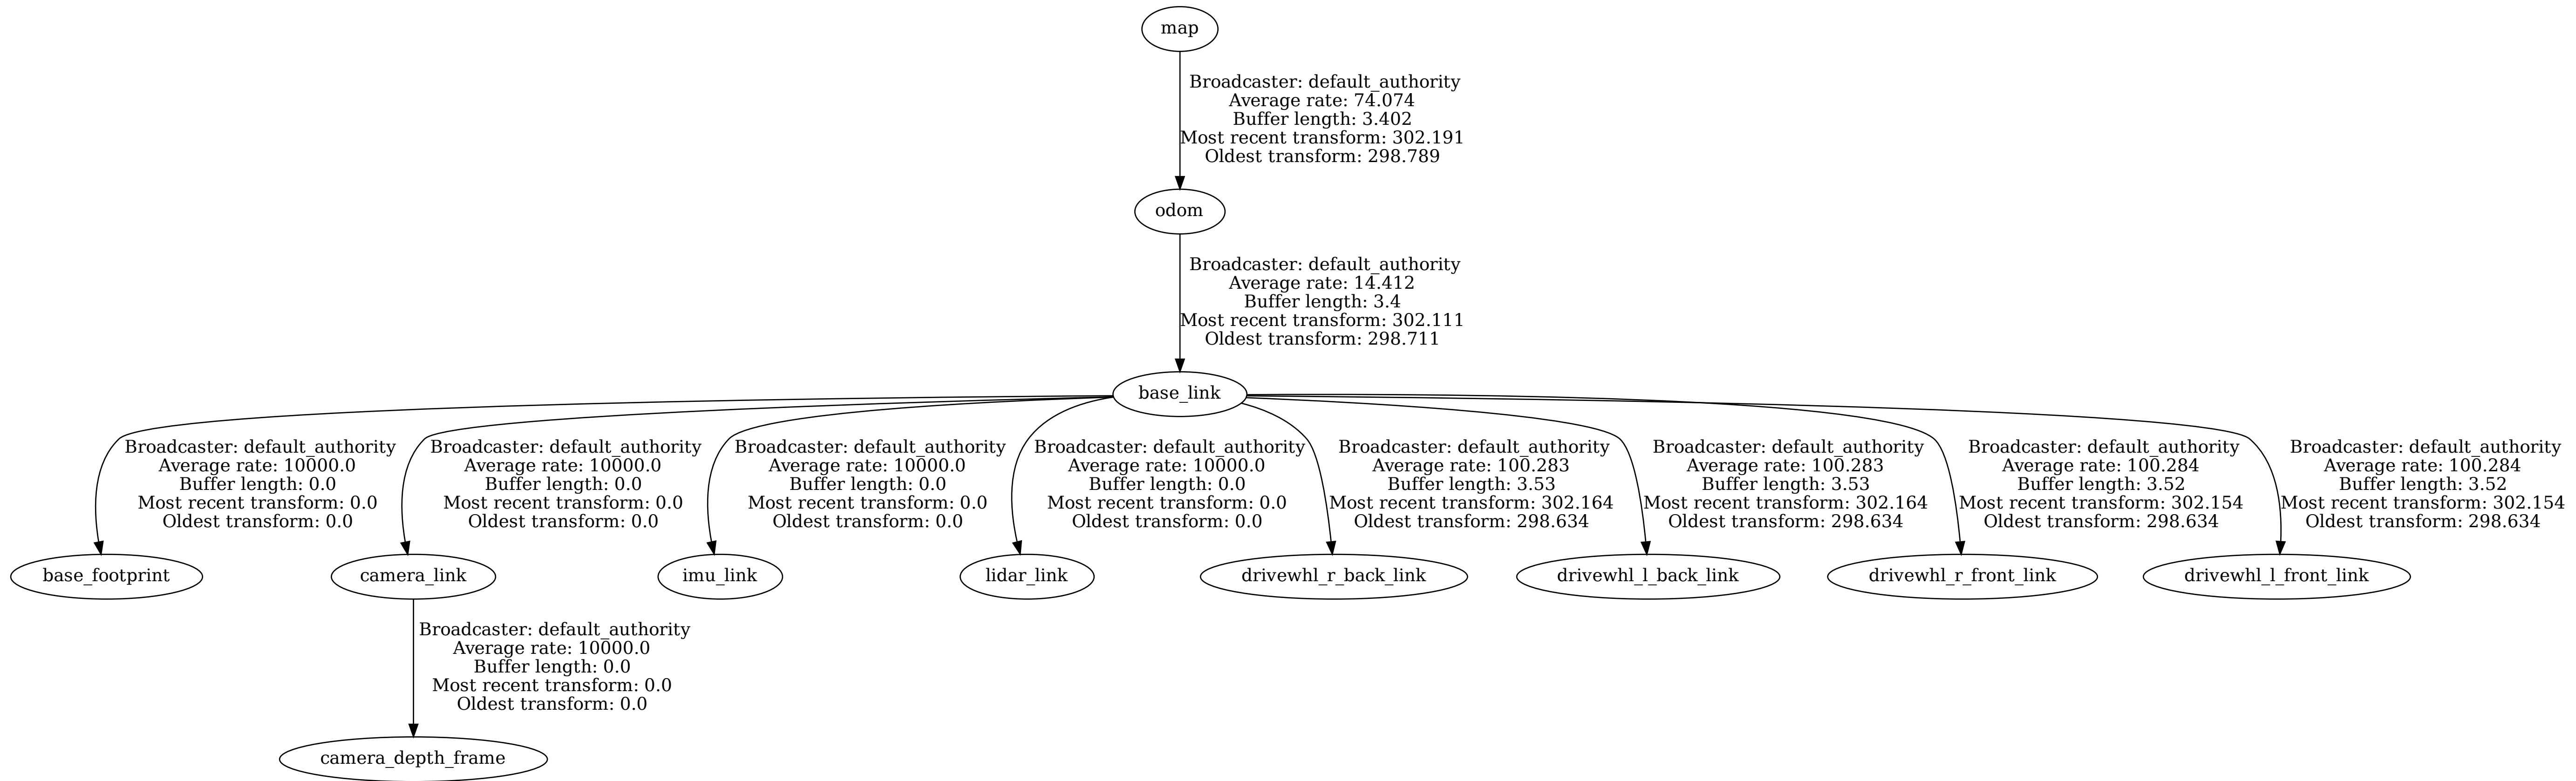 map
Broadcaster: default_authority
Average rate: 74.074
Buffer length: 3.402
Most recent transform: 302.191
Oldest transform: 298.789
odom
Broadcaster: default_authority
Average rate: 14.412
Buffer length: 3.4
Most recent transform: 302.111
Oldest transform: 298.711
base_link
Broadcaster: default_authority
Average rate: 10000.0
Buffer length: 0.0
Most recent transform: 0.0
Oldest transform: 0.0
Broadcaster: default_authority
Average rate: 10000.0
Buffer length: 0.0
Most recent transform: 0.0
Oldest transform: 0.0
Broadcaster: default_authority
Average rate: 10000.0
Buffer length: 0.0
Most recent transform: 0.0
Oldest transform: 0.0
Broadcaster: default_authority
Average rate: 10000.0
Buffer length: 0.0
Most recent transform: 0.0
Oldest transform: 0.0
Broadcaster: default_authority
Average rate: 100.283
Buffer length: 3.53
Most recent transform: 302.164
Oldest transform: 298.634
Broadcaster: default_authority
Average rate: 100.283
Buffer length: 3.53
Most recent transform: 302.164
Oldest transform: 298.634
Broadcaster: default_authority
Average rate: 100.284
Buffer length: 3.52
Most recent transform: 302.154
Oldest transform: 298.634
Broadcaster: default_authority
Average rate: 100.284
Buffer length: 3.52
Most recent transform: 302.154
Oldest transform: 298.634
base_footprint
camera_link
imu_link
lidar_link
drivewhl_r_back_link
drivewhl_l_back_link
drivewhl_r_front_link
drivewhl_l_front_link
Broadcaster: default_authority
Average rate: 10000.0
Buffer length: 0.0
Most recent transform: 0.0
Oldest transform: 0.0
camera_depth_frame